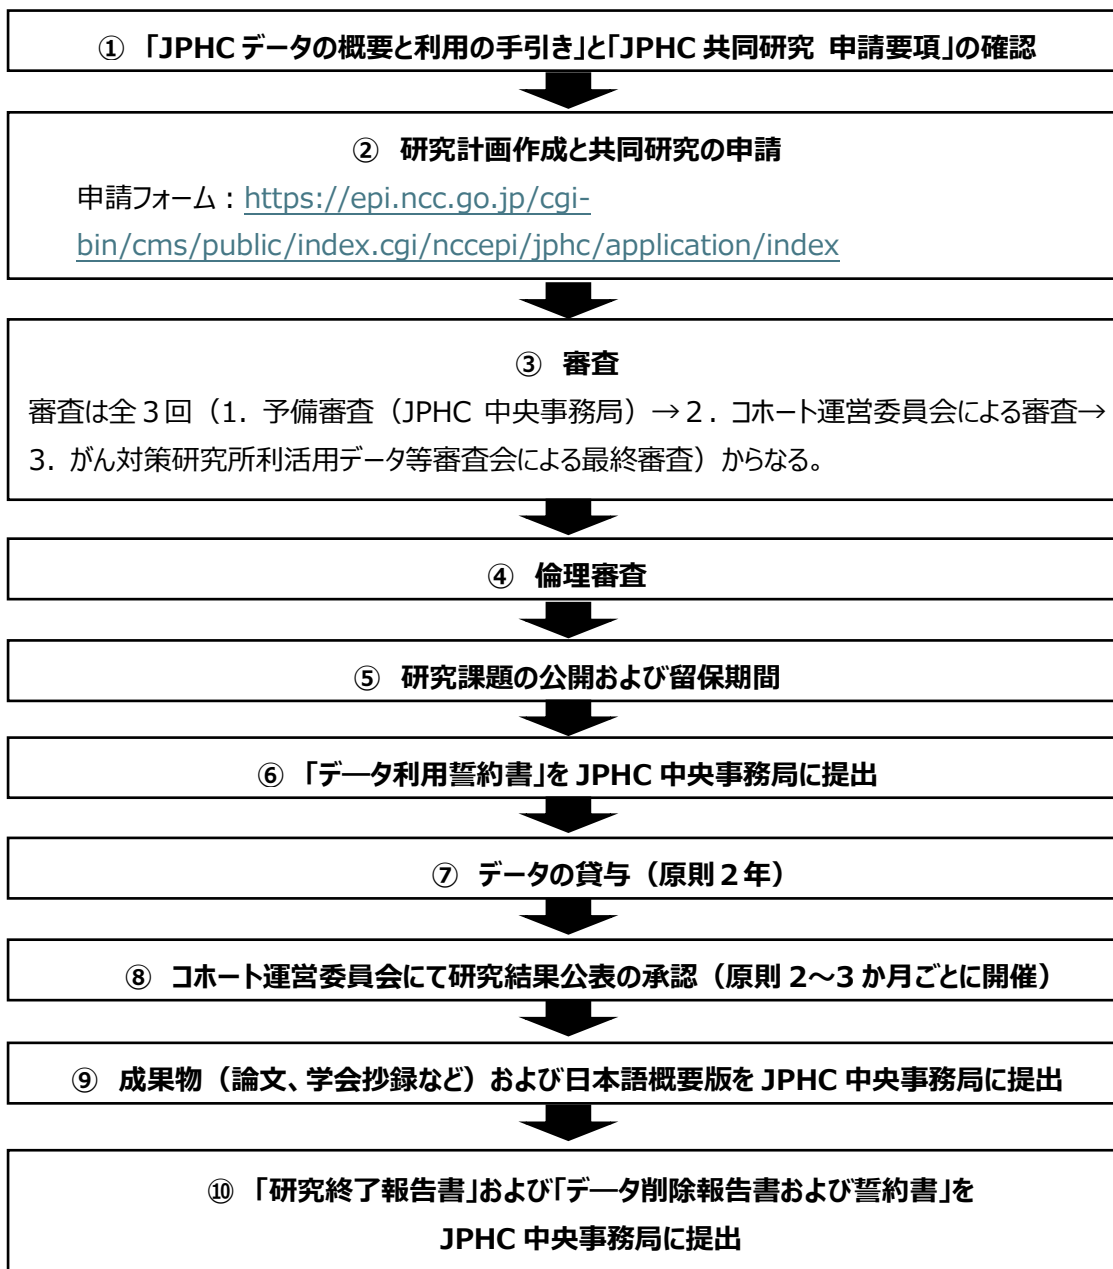 ① 「JPHC データの概要と利用の手引き」と「JPHC 共同研究 申請要項」の確認
② 研究計画作成と共同研究の申請
申請フォーム：https://epi.ncc.go.jp/cgi-
bin/cms/public/index.cgi/nccepi/jphc/application/index
③ 審査
審査は全３回（1. 予備審査（JPHC 中央事務局）→２. コホート運営委員会による審査→
3. がん対策研究所利活用データ等審査会による最終審査）からなる。
④ 倫理審査
⑤ 研究課題の公開および留保期間
⑥ 「データ利用誓約書」を JPHC 中央事務局に提出
⑦ データの貸与（原則２年）
⑧ コホート運営委員会にて研究結果公表の承認（原則 2～3 か月ごとに開催）
⑨ 成果物（論文、学会抄録など）および日本語概要版を JPHC 中央事務局に提出
⑩ 「研究終了報告書」および「データ削除報告書および誓約書」を
JPHC 中央事務局に提出